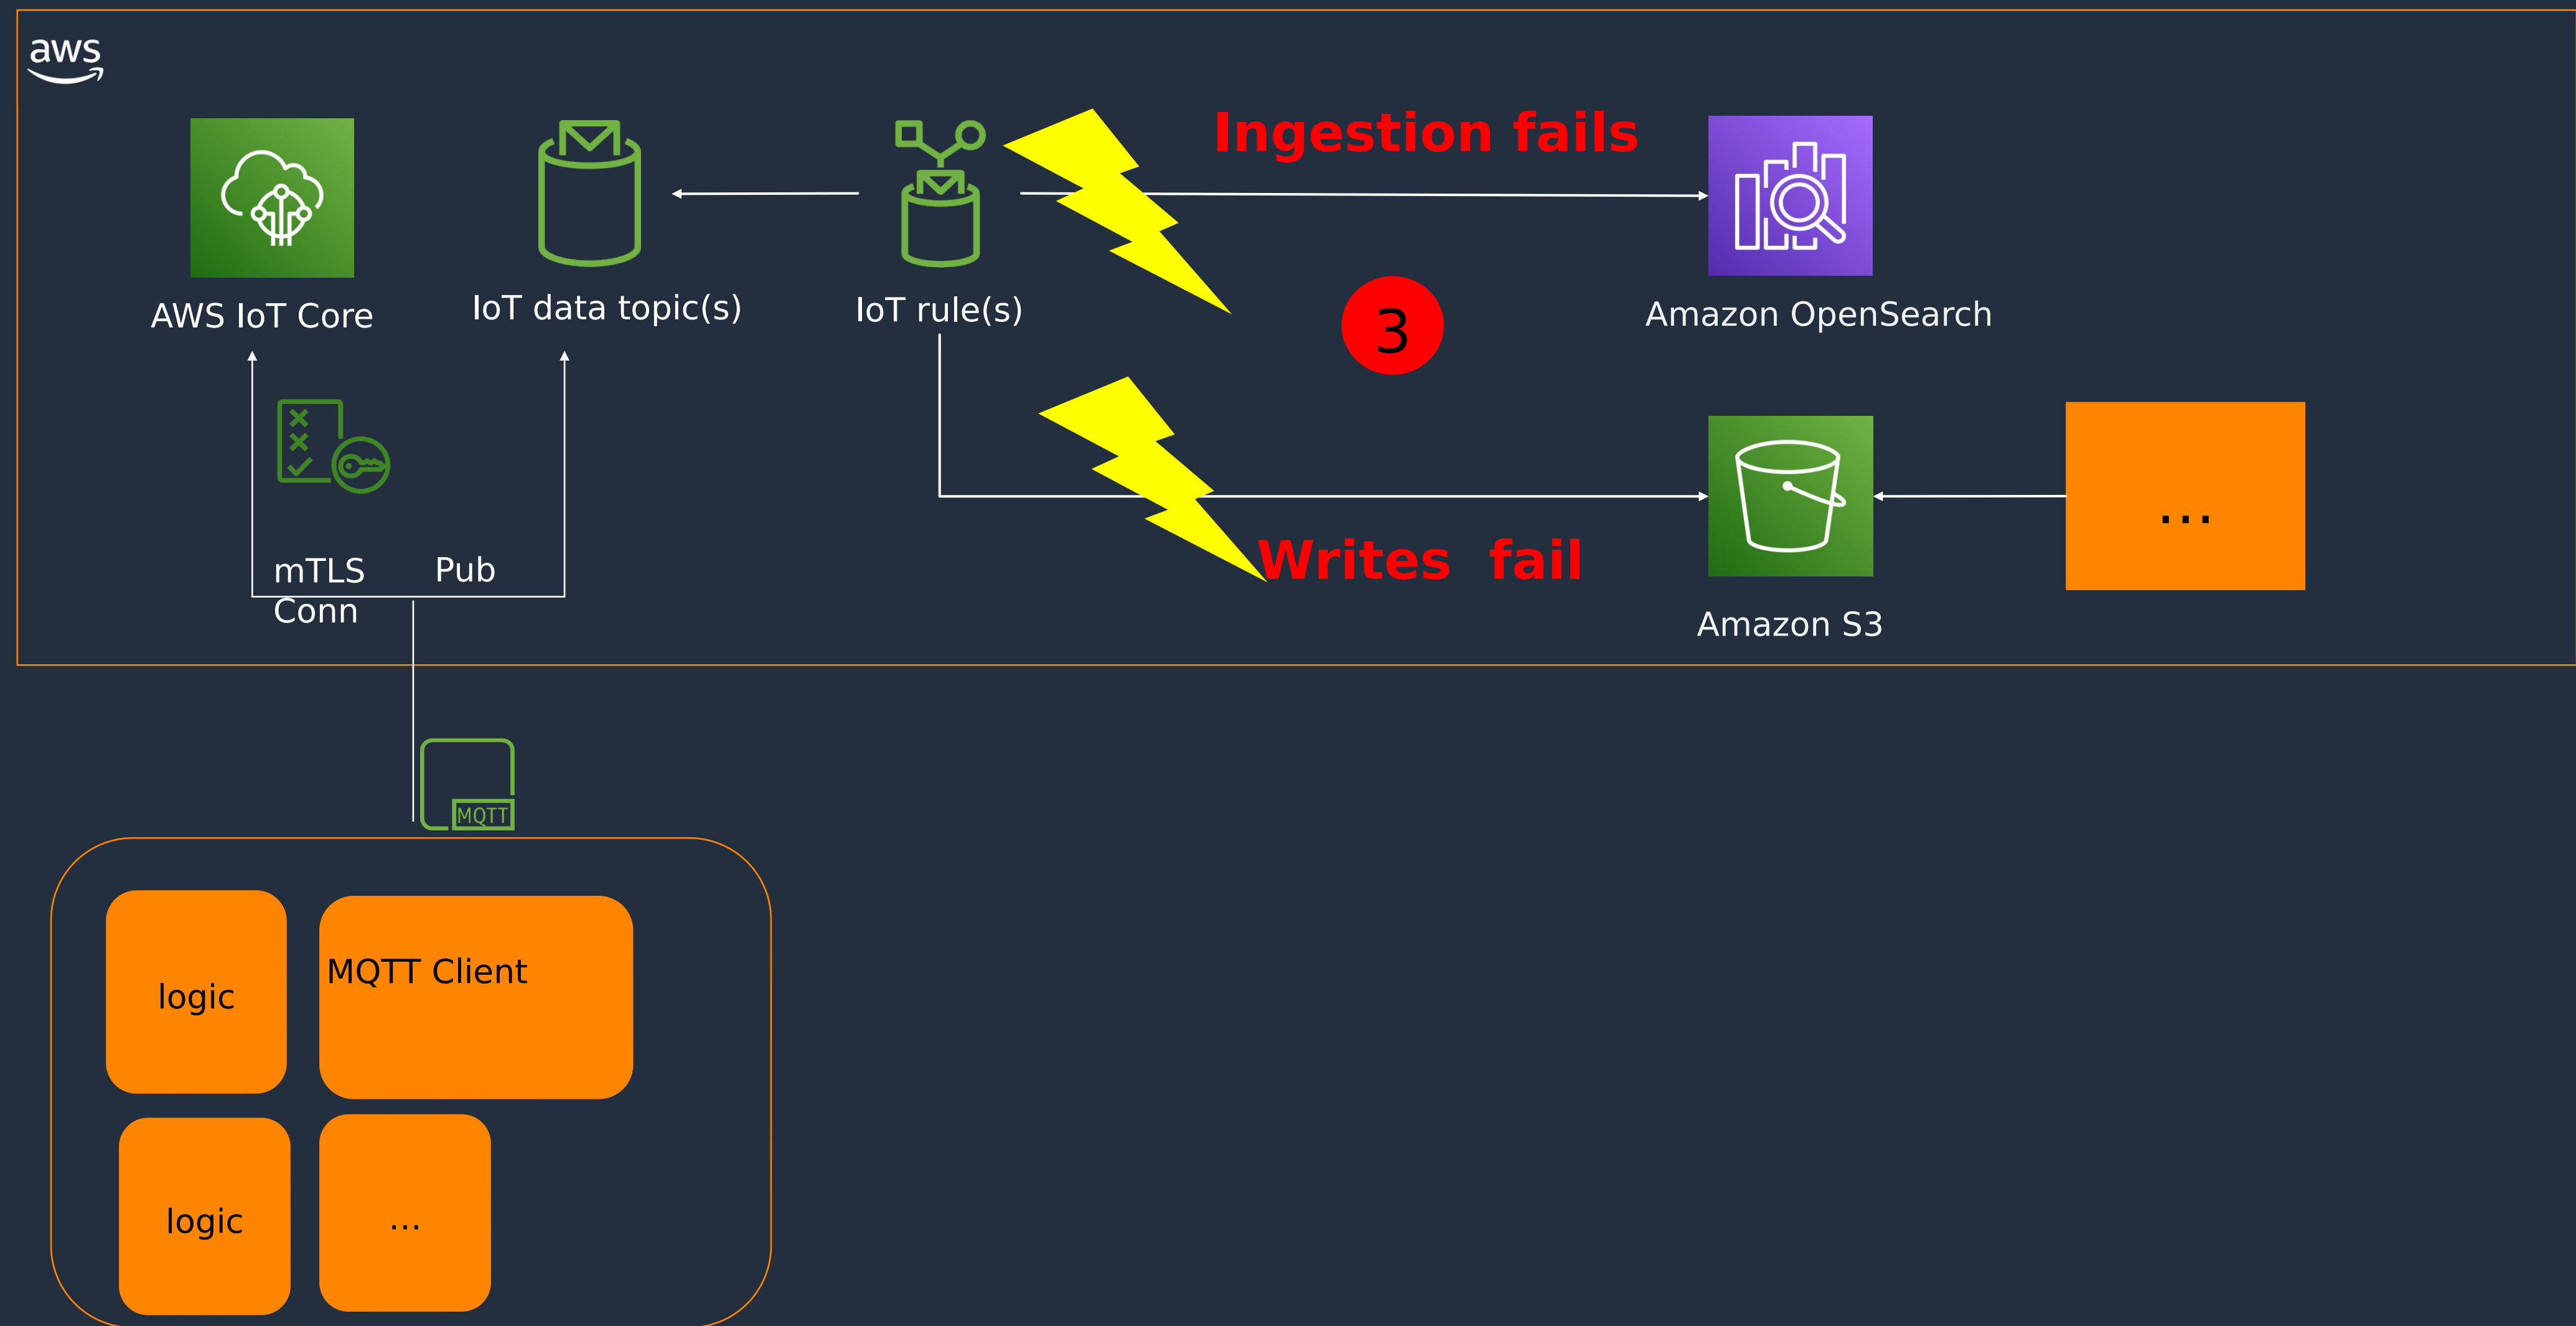 aws
Ingestion fails
AWS IoT Core
IoT data topic(s)
IoT rule(s)
3
Amazon OpenSearch
mTLS
Conn
Pub
Writes  fail
...
Amazon S3
MQTT
logic
MQTT Client
logic
...